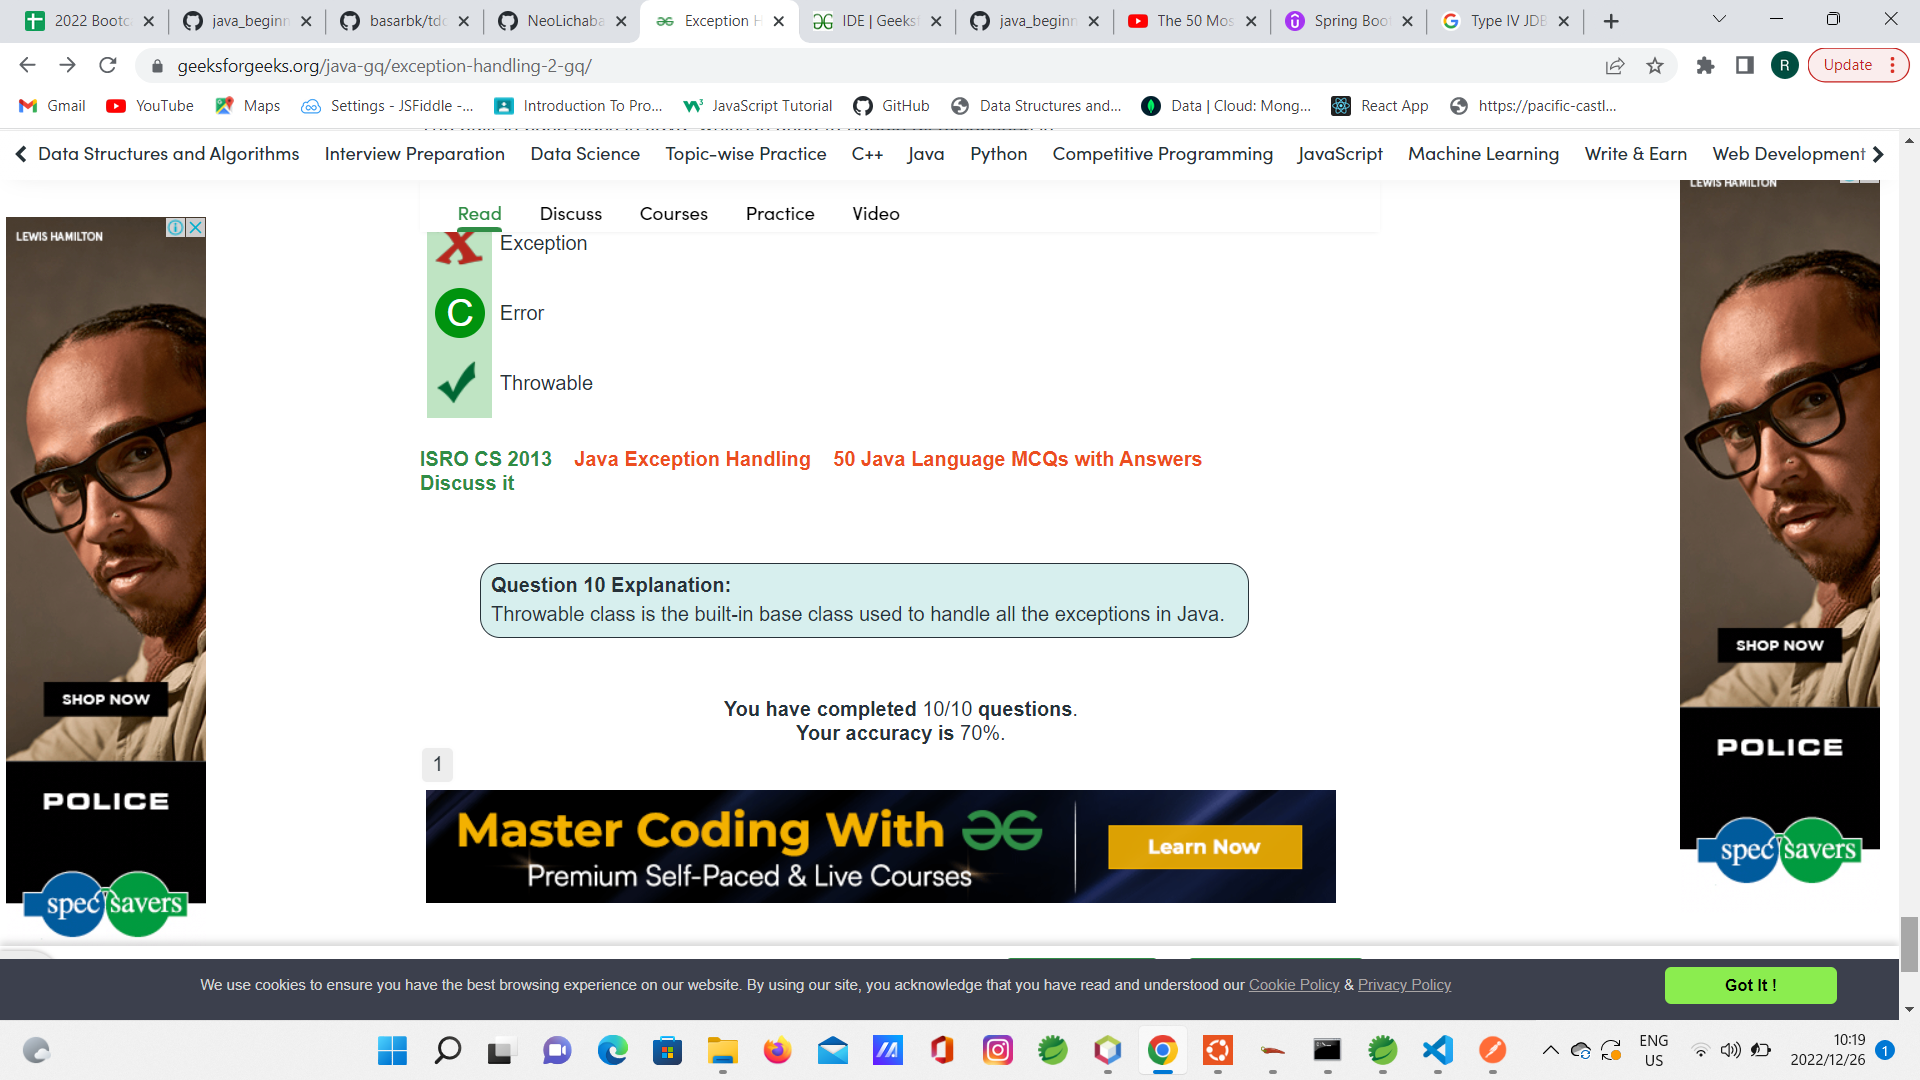 2022 Bootca
java_beginn
basarbk/tdd
NeoLichaba
Exception H
IDE | Geeks
java_beginn
The 50 Mos
Spring Boot
Type IV JDB
geeksforgeeks.org/java-gq/exception-handling-2-gq/
R
Update
Gmail
YouTube
Maps
Settings - JSFiddle -...
Introduction To Pro...
JavaScript Tutorial
GitHub
Data Structures and...
Data | Cloud: Mong...
React App
https://pacific-castl...
Data Structures and Algorithms
Interview Preparation
Data Science
Topic-wise Practice
C++
Java
Python
Competitive Programming
JavaScript
Machine Learning
Write & Earn
Web Development
Read
Discuss
Courses
Practice
Video
LEWIS HAMILTON
LEWIS HAMILTON
Exception
C Error
Throwable
ISRO CS 2013 Java Exception Handling 50 Java Language MCQs with Answers
Discuss it
Question 10 Explanation:
Throwable class is the built-in base class used to handle all the exceptions in Java.
SHOP NOW
SHOP NOW
You have completed 10/10 questions.
Your accuracy is 70%.
1
POLICE
POLICE
Master Coding With
Premium Self-Paced & Live Courses
Learn Now
spec savers
spec savers
We use cookies to ensure you have the best browsing experience on our website. By using our site, you acknowledge that you have read and understood our Cookie Policy & Privacy Policy
Got It !
ENG
US
10:19
2022/12/26
1